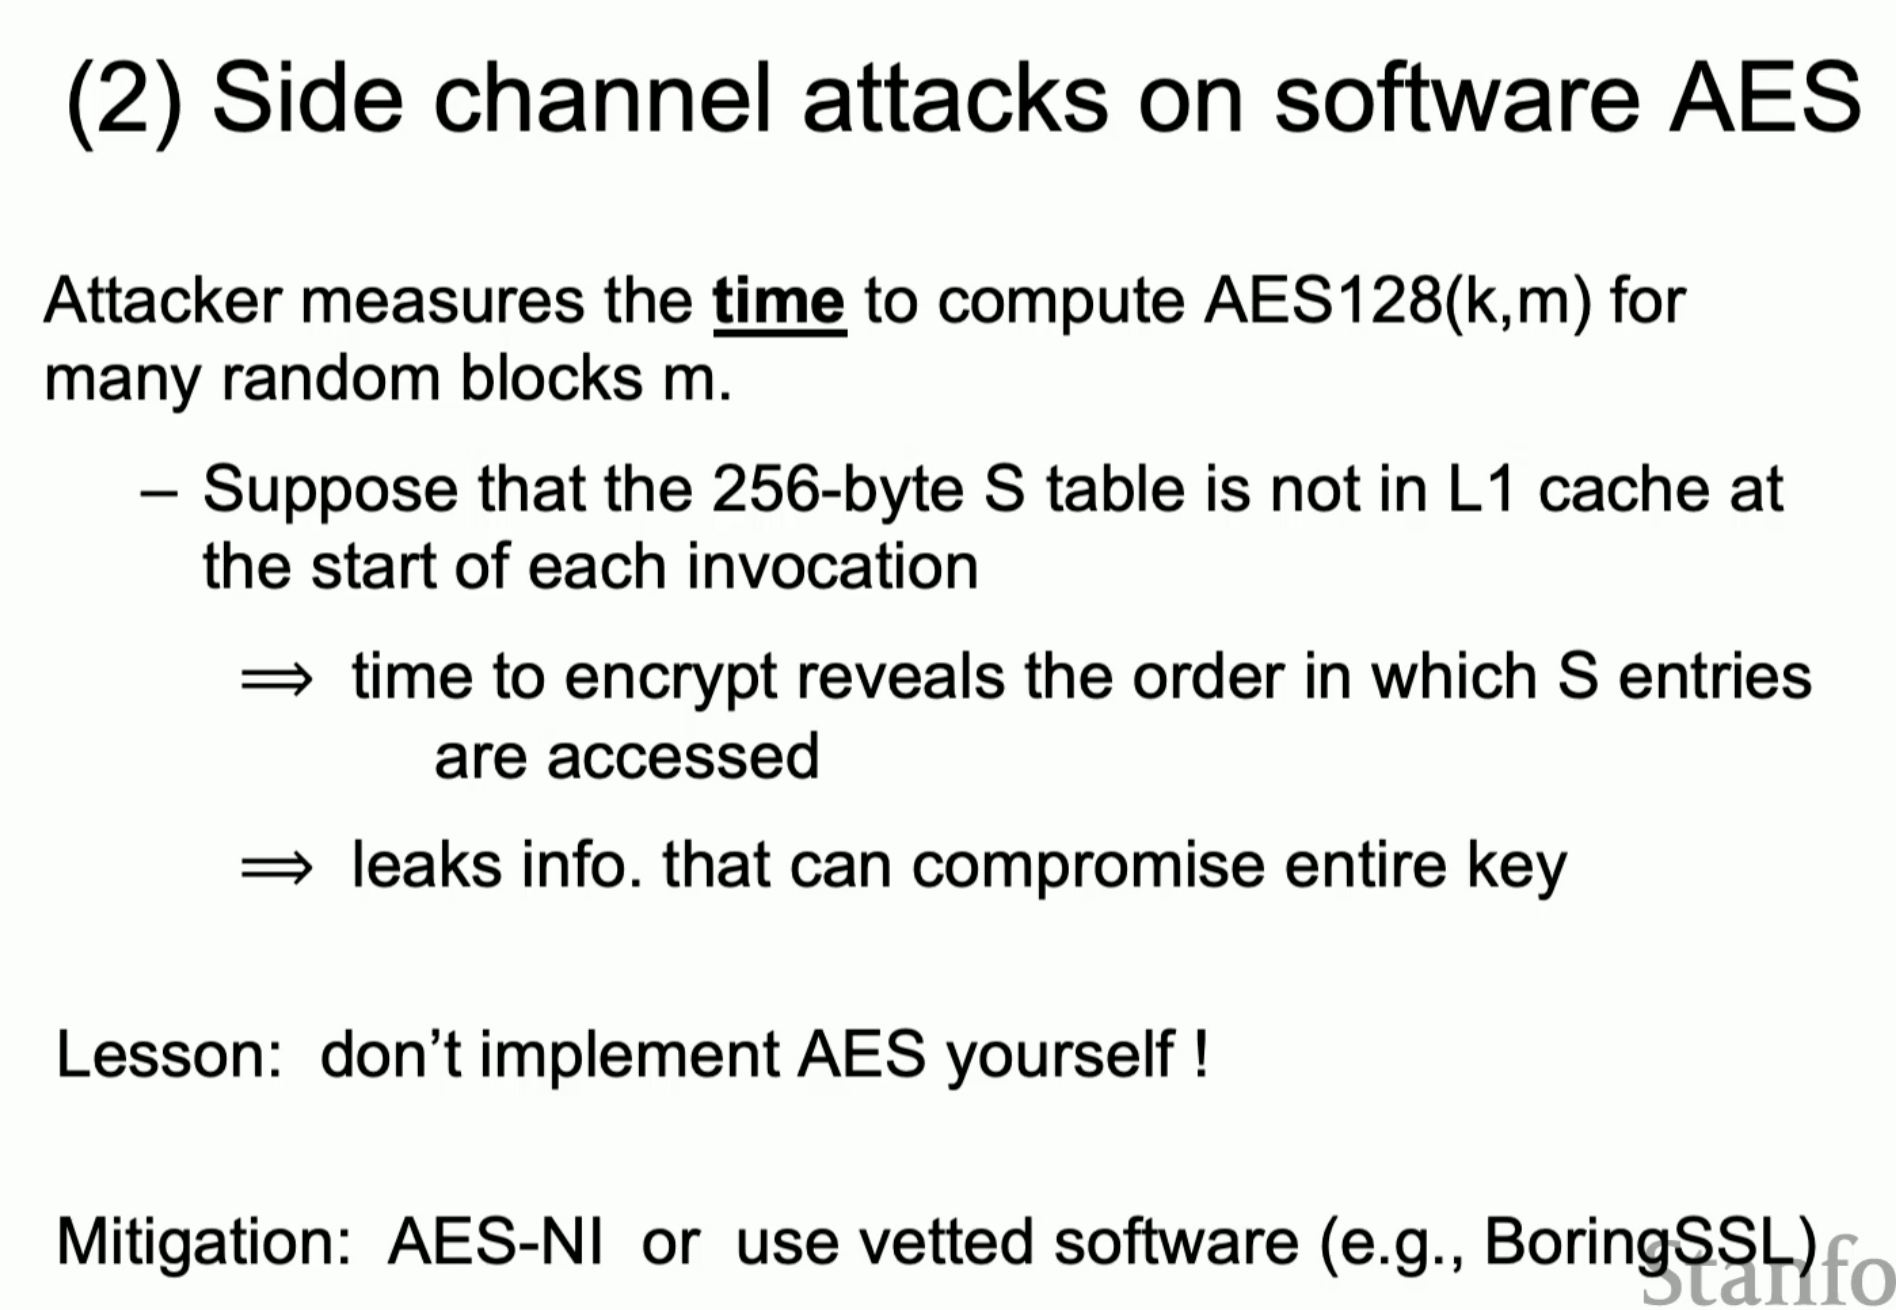 (2) Side channel attacks on software AES
Attacker measures the time to compute AES128(k,m) for
many random blocks m.
– Suppose that the 256-byte S table is not in L1 cache at
the start of each invocation
⟹ time to encrypt reveals the order in which S entries
are accessed
⟹ leaks info. that can compromise entire key
Lesson: don’t implement AES yourself !
Mitigation: AES-NI or use vetted software (e.g., BoringSSL)
Stanfo